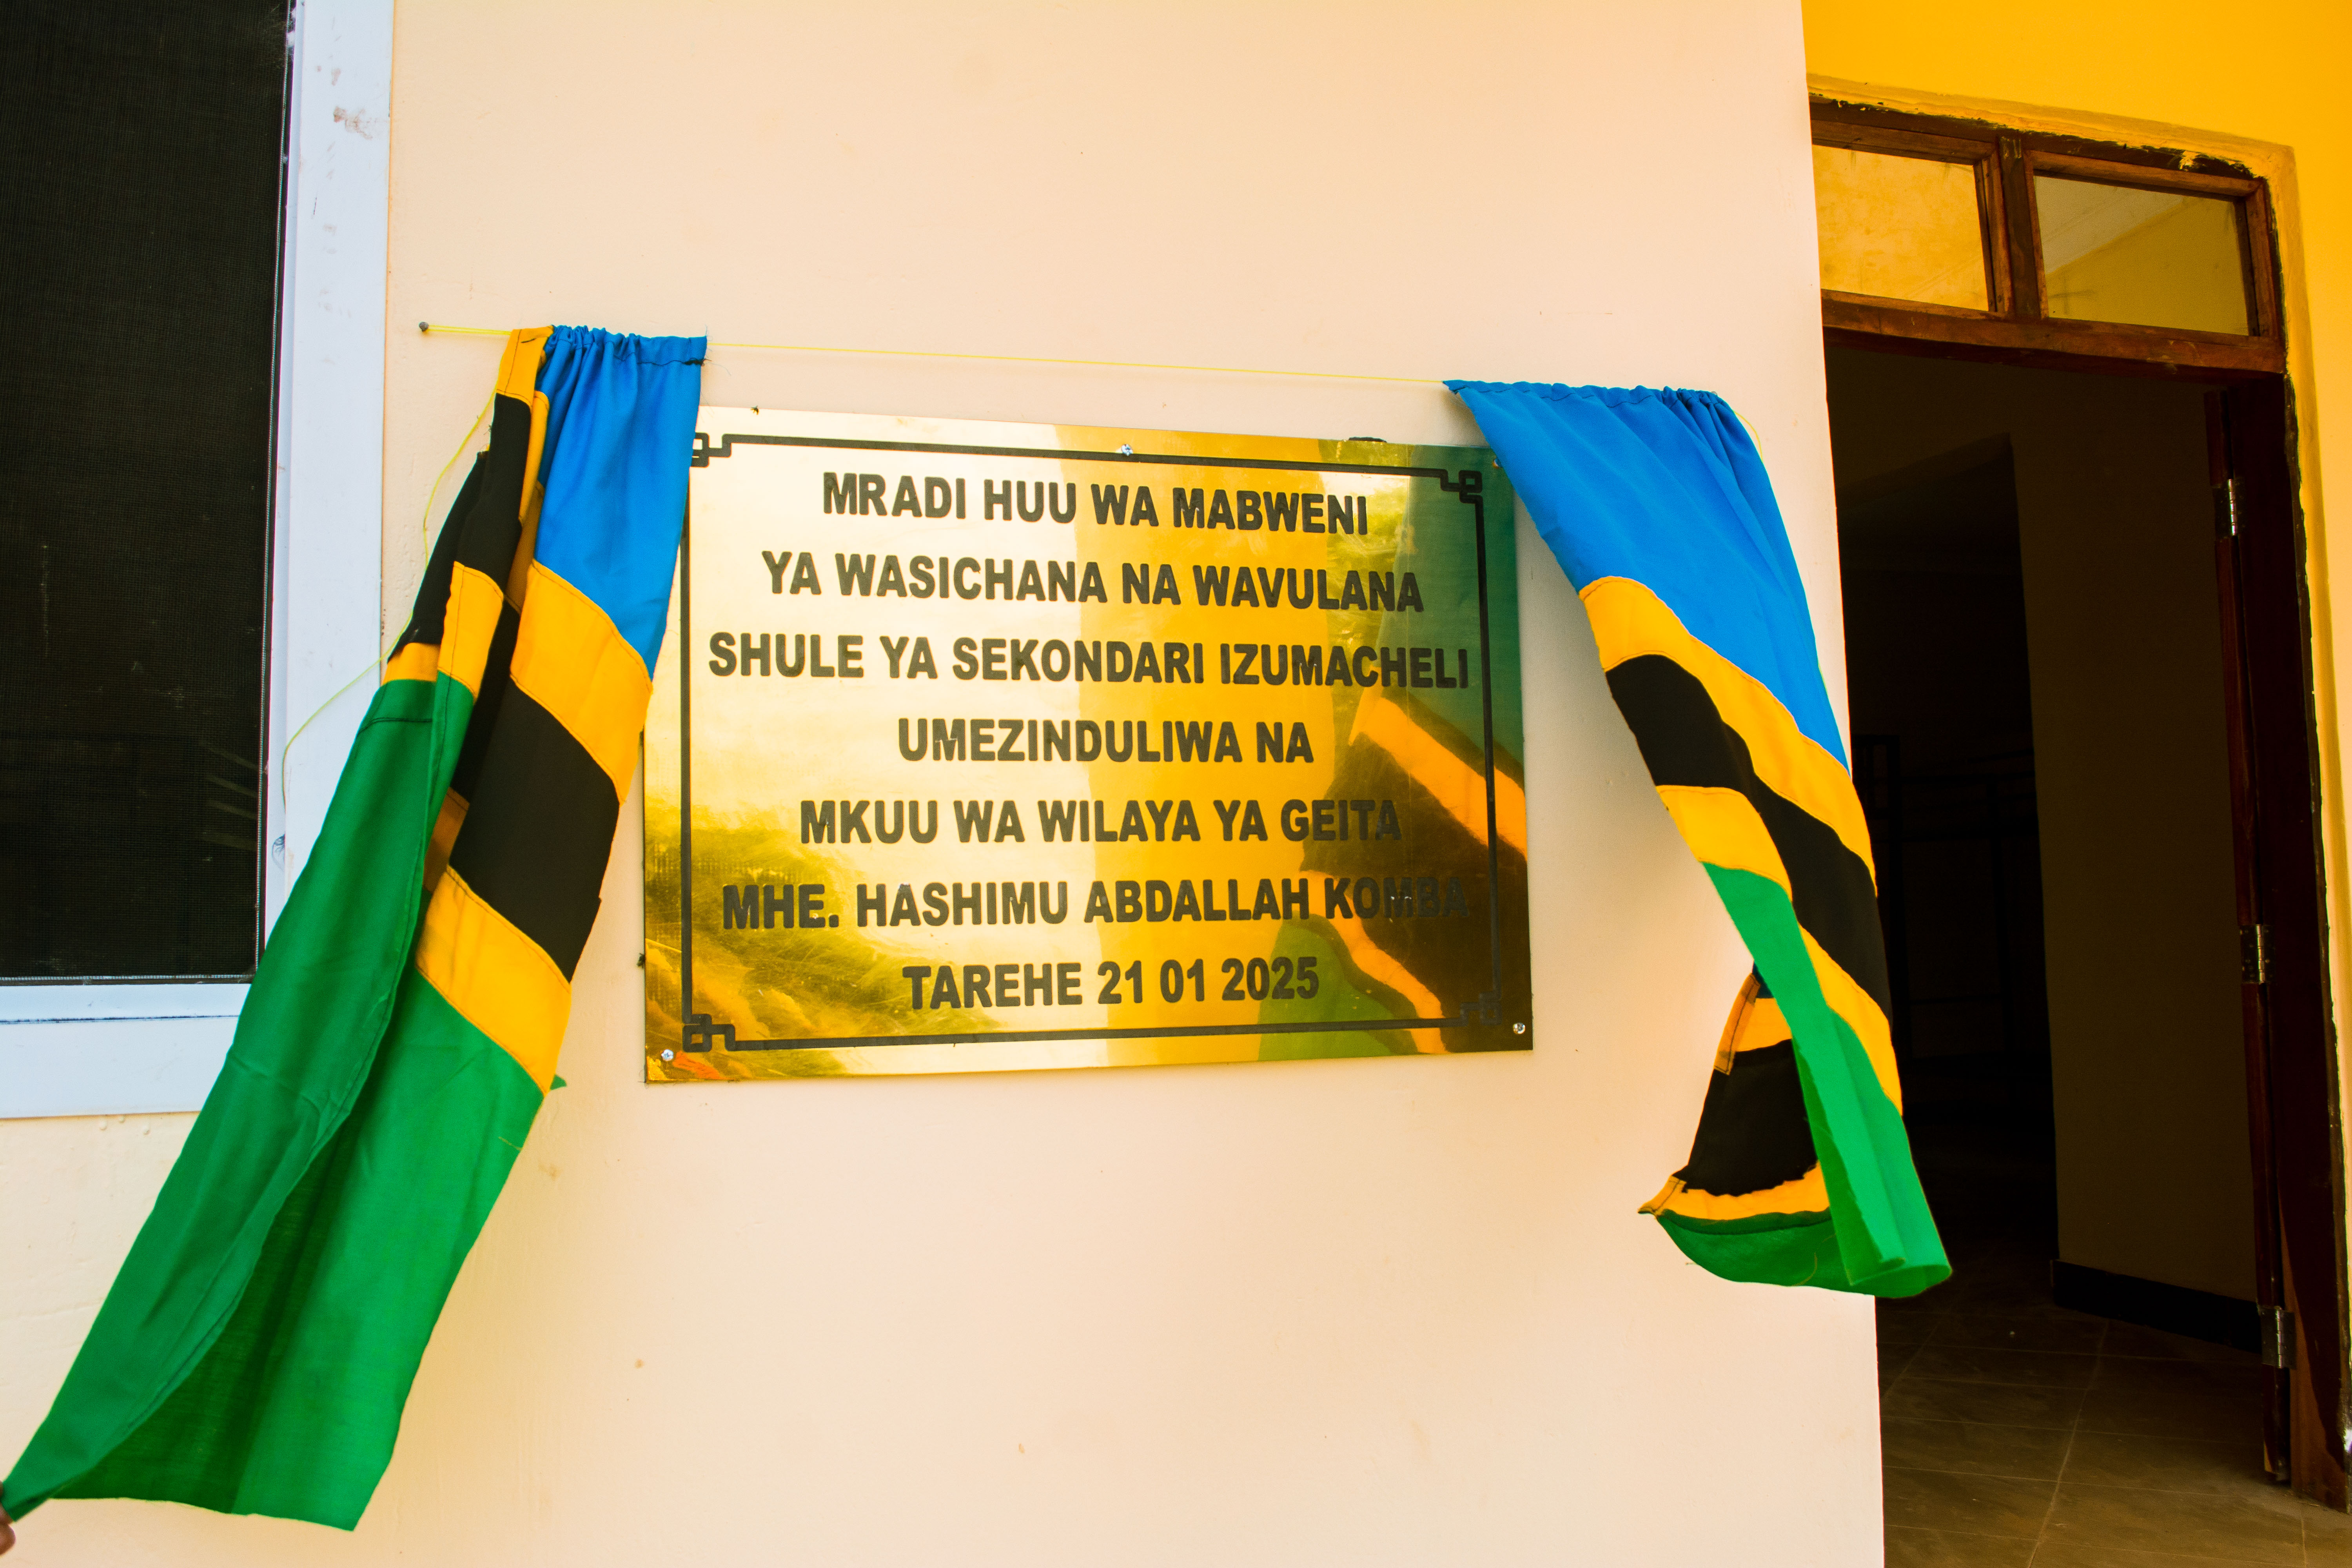 MRADI HUU WA MABWENI
YA WASICHANA NA WAVULANA
SHULE YA SEKONDARI IZUMACHELI
UMEZINDULIWA NA
MKUU WA WILAYA YA GEITA
MHE. HASHIMU ABDALLAH KOMBA
TAREHE 21 01 2025